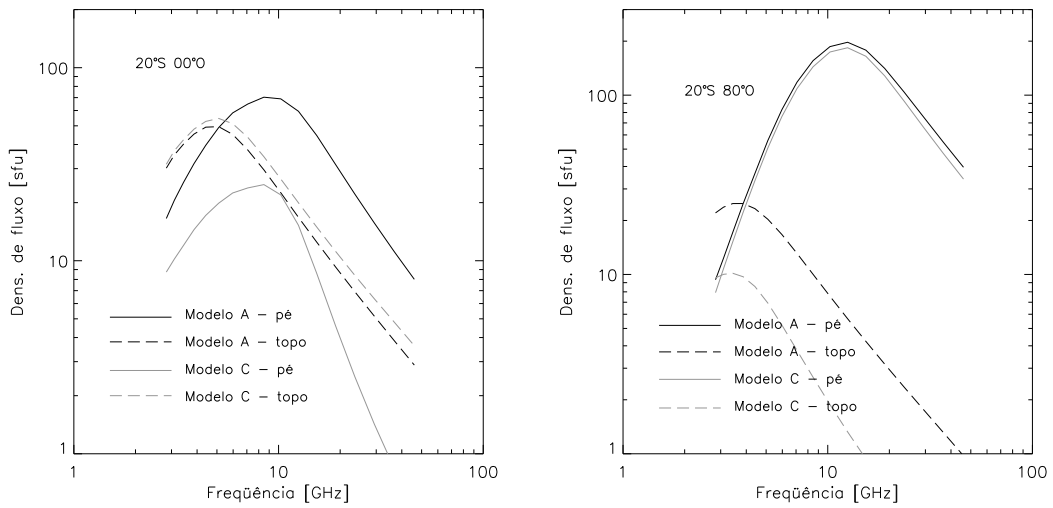 20°S 00°O
100
10
1
Dens. de fluxo [sfu]
Modelo A – pé
Modelo A – topo
Modelo C – pé
Modelo C – topo
1
10
100
Freqüência [GHz]
20°S 80°O
100
10
1
Dens. de fluxo [sfu]
Modelo A – pé
Modelo A – topo
Modelo C – pé
Modelo C – topo
1
10
100
Freqüência [GHz]